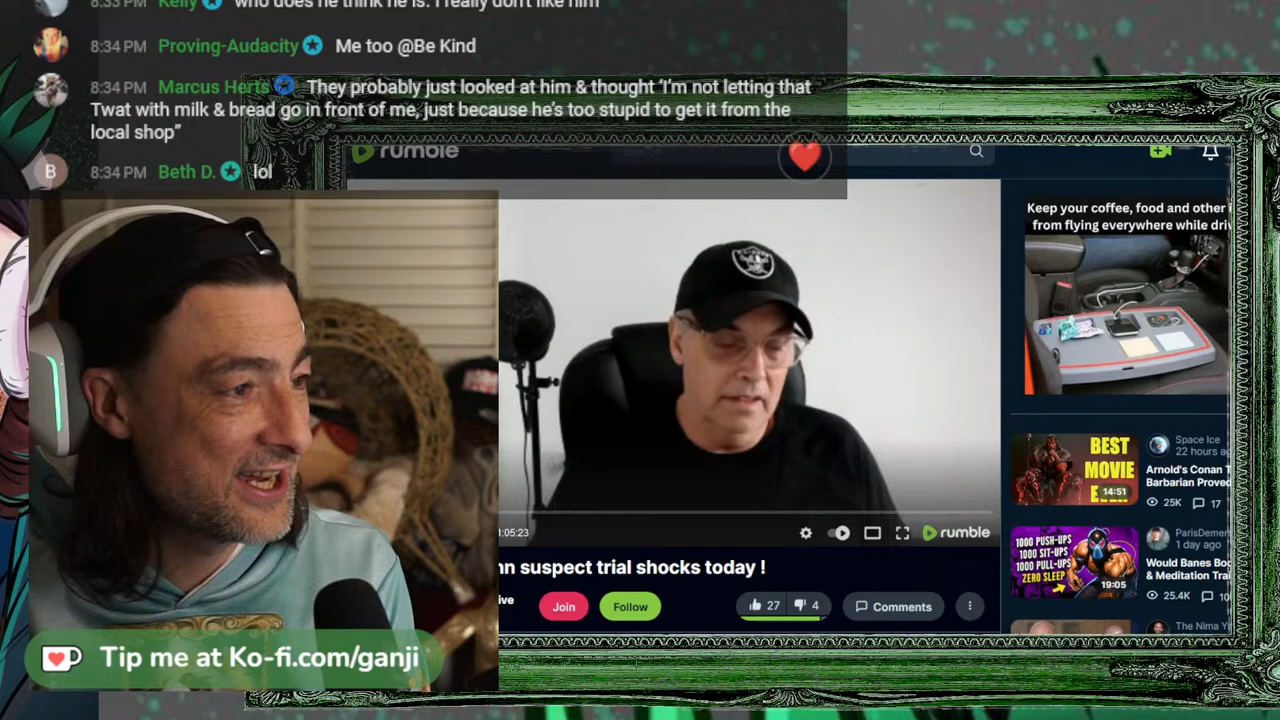 8:33 PM Kelly who does he think he is. I really don't like him
8:34 PM Proving-Audacity Me too @Be Kind
8:34 PM Marcus Herts They probably just looked at him & thought 'I'm not letting that
Twat with milk & bread go in front of me, just because he's too stupid to get it from the
local shop"
B 8:34 PM Beth D. lol
rumble
Keep your coffee, food and other
from flying everywhere while
RAIDERS
BEST
MOVIE
14:51
Space Ice
22 hours
Arnold's Conan
Barbarian Proved
25K 17
1:05:23
rumble
1000 PUSH-UPS
1000 SIT-UPS
1000 PULL-UPS
ZERO SLEEP
19:05
1 day ago
Would Banes
& Meditation
25.4K
suspect trial shocks today !
Join
Follow
27
4
Comments
The Nima
Tip me at Ko-fi.com/ganji